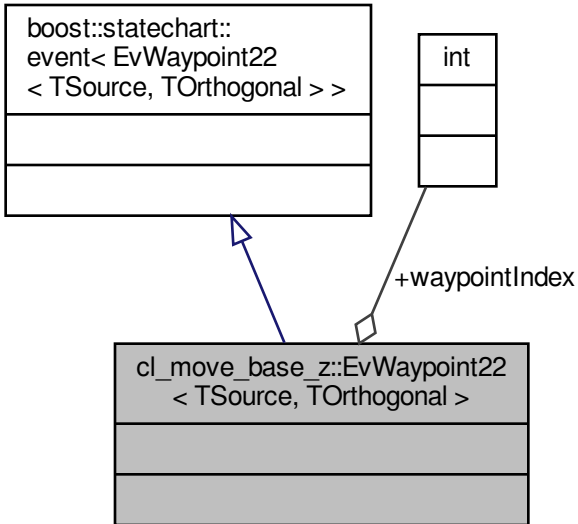 boost::statechart::
event< EvWaypoint22
< TSource, TOrthogonal > >
int
+waypointIndex
cl_move_base_z::EvWaypoint22
< TSource, TOrthogonal >